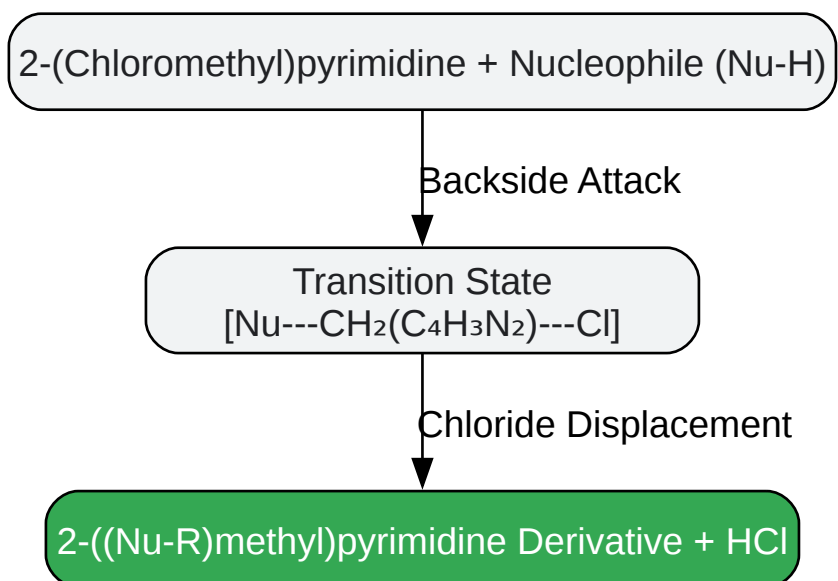 2-(Chloromethyl)pyrimidine + Nucleophile (Nu-H)
Backside Attack
Transition State
[Nu---CH₂(C₄H₃N₂)---Cl]
Chloride Displacement
2-((Nu-R)methyl)pyrimidine Derivative + HCl